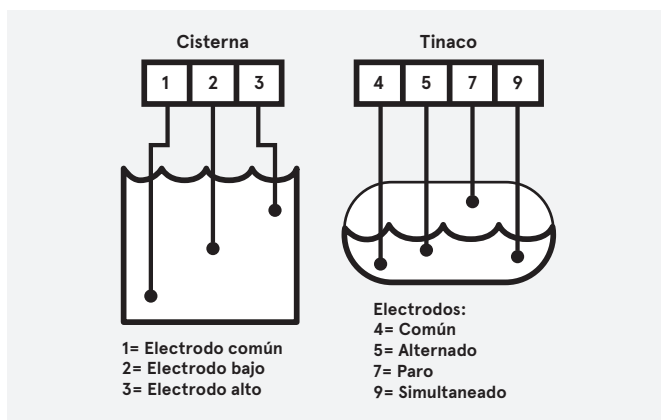 Cisterna
1 2 3
Tinaco
4 5 7 9
1= Electrodo común
2= Electrodo bajo
3= Electrodo alto
Electrodos:
4= Común
5= Alternado
7= Paro
9= Simultaneado